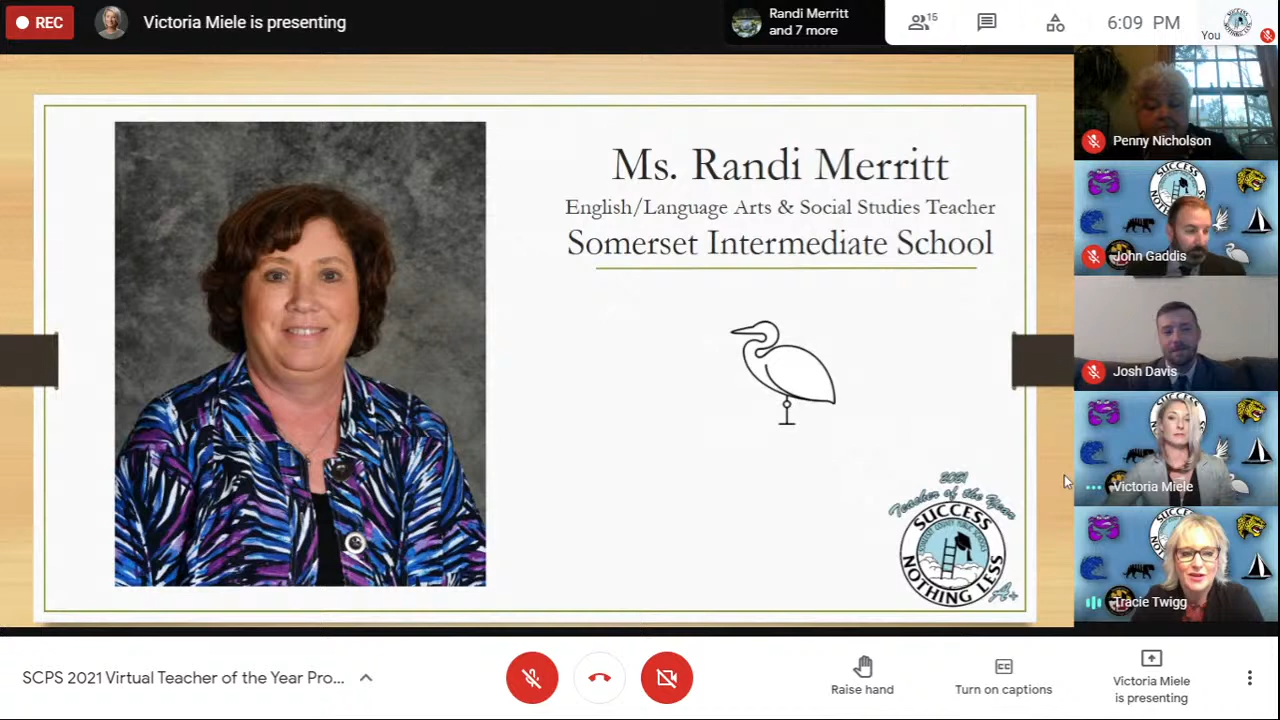 REC
Victoria Miele is presenting
Randi Merritt
and 7 more
15
6:09 PM
You
Ms. Randi Merritt
English/Language Arts & Social Studies Teacher
Somerset Intermediate School
2021
Teacher of the Year
SUCCESS
NOTHING LESS
A+
Penny Nicholson
SUCCESS
John Gaddis
Josh Davis
Victoria Miele
Tracie Twigg
SCPS 2021 Virtual Teacher of the Year Pro...
Raise hand
CC
Turn on captions
Victoria Miele
is presenting